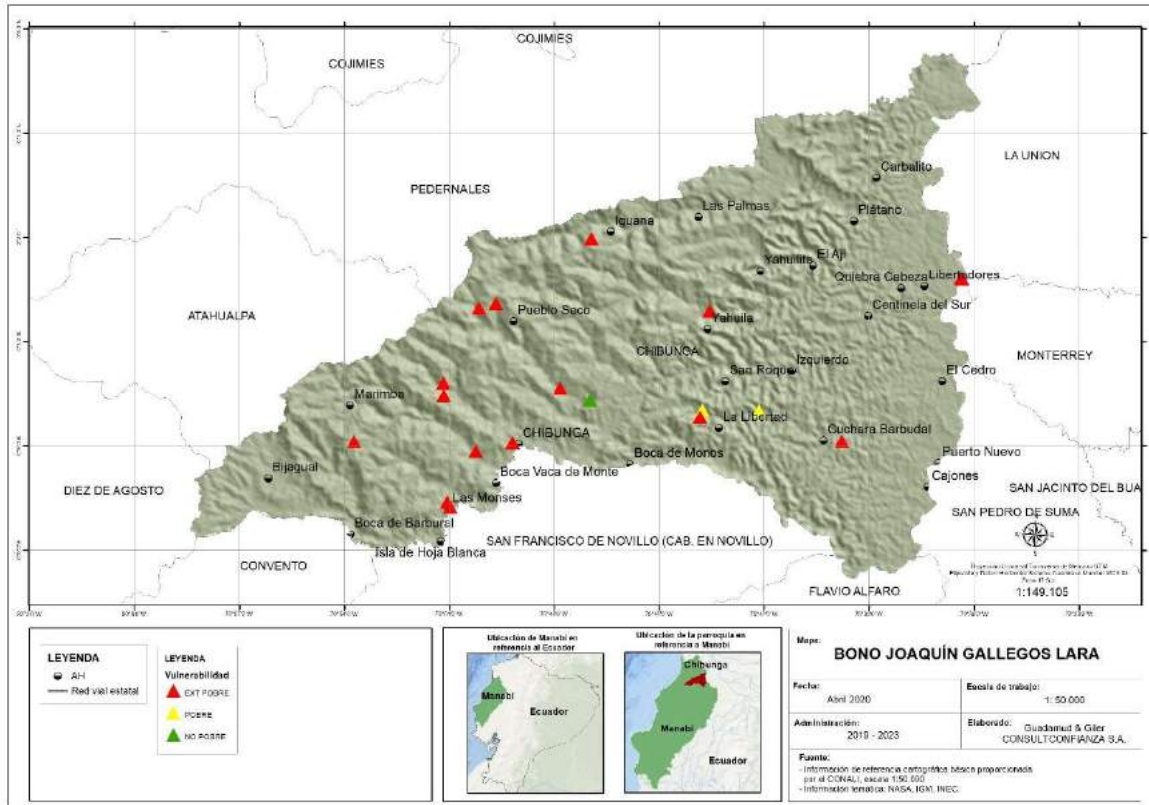 COJIMIES
COJIMIES
LA UNION
Carbalito
PEDERNALES
Plátano
Las Palmas
Iguana
El Aji
Yahuilita
Quiebra Cabeza
Libertadores
Centinela del Sur
ATAHUALPA
Pueblo Seco
Yahuila
CHIBUNGA
MONTERREY
San Roque
Izquierdo
El Cedro
Marimba
La Libertad
CHIBUNGA
Cuchara Barbudal
Boca de Monos
Puerto Nuevo
Bijagual
Boca Vaca de Monte
Cajones
DIEZ DE AGOSTO
SAN JACINTO DEL BUA
Las Monses
SAN PEDRO DE SUMA
Boca de Barbural
Isla de Hoja Blanca
SAN FRANCISCO DE NOVILLO (CAB. EN NOVILLO)
CONVENTO
FLAVIO ALFARO
1:149.105
LEYENDA
AH
Red vial estatal
LEYENDA
Vulnerabilidad
EXT POBRE
POBRE
NO POBRE
Ubicación de Manabi en
referencia al Ecuador
Manabi
Ecuador
Ubicación de la parroquia en
referencia a Manabi
Chibunga
Manabi
Ecuador
Mapa:
BONO JOAQUÍN GALLEGOS LARA
Fecha:
Abril 2020
Escala de trabajo:
1: 50.000
Administración:
2019 - 2023
Elaborado:
Guadamud & Giler
CONSULTCONFIANZA S.A.
Fuente:
- Información de referencia cartográfica básica proporcionada
por el CONALI, escala 1:50.000
- Información temática: NASA, IGM, INEC.